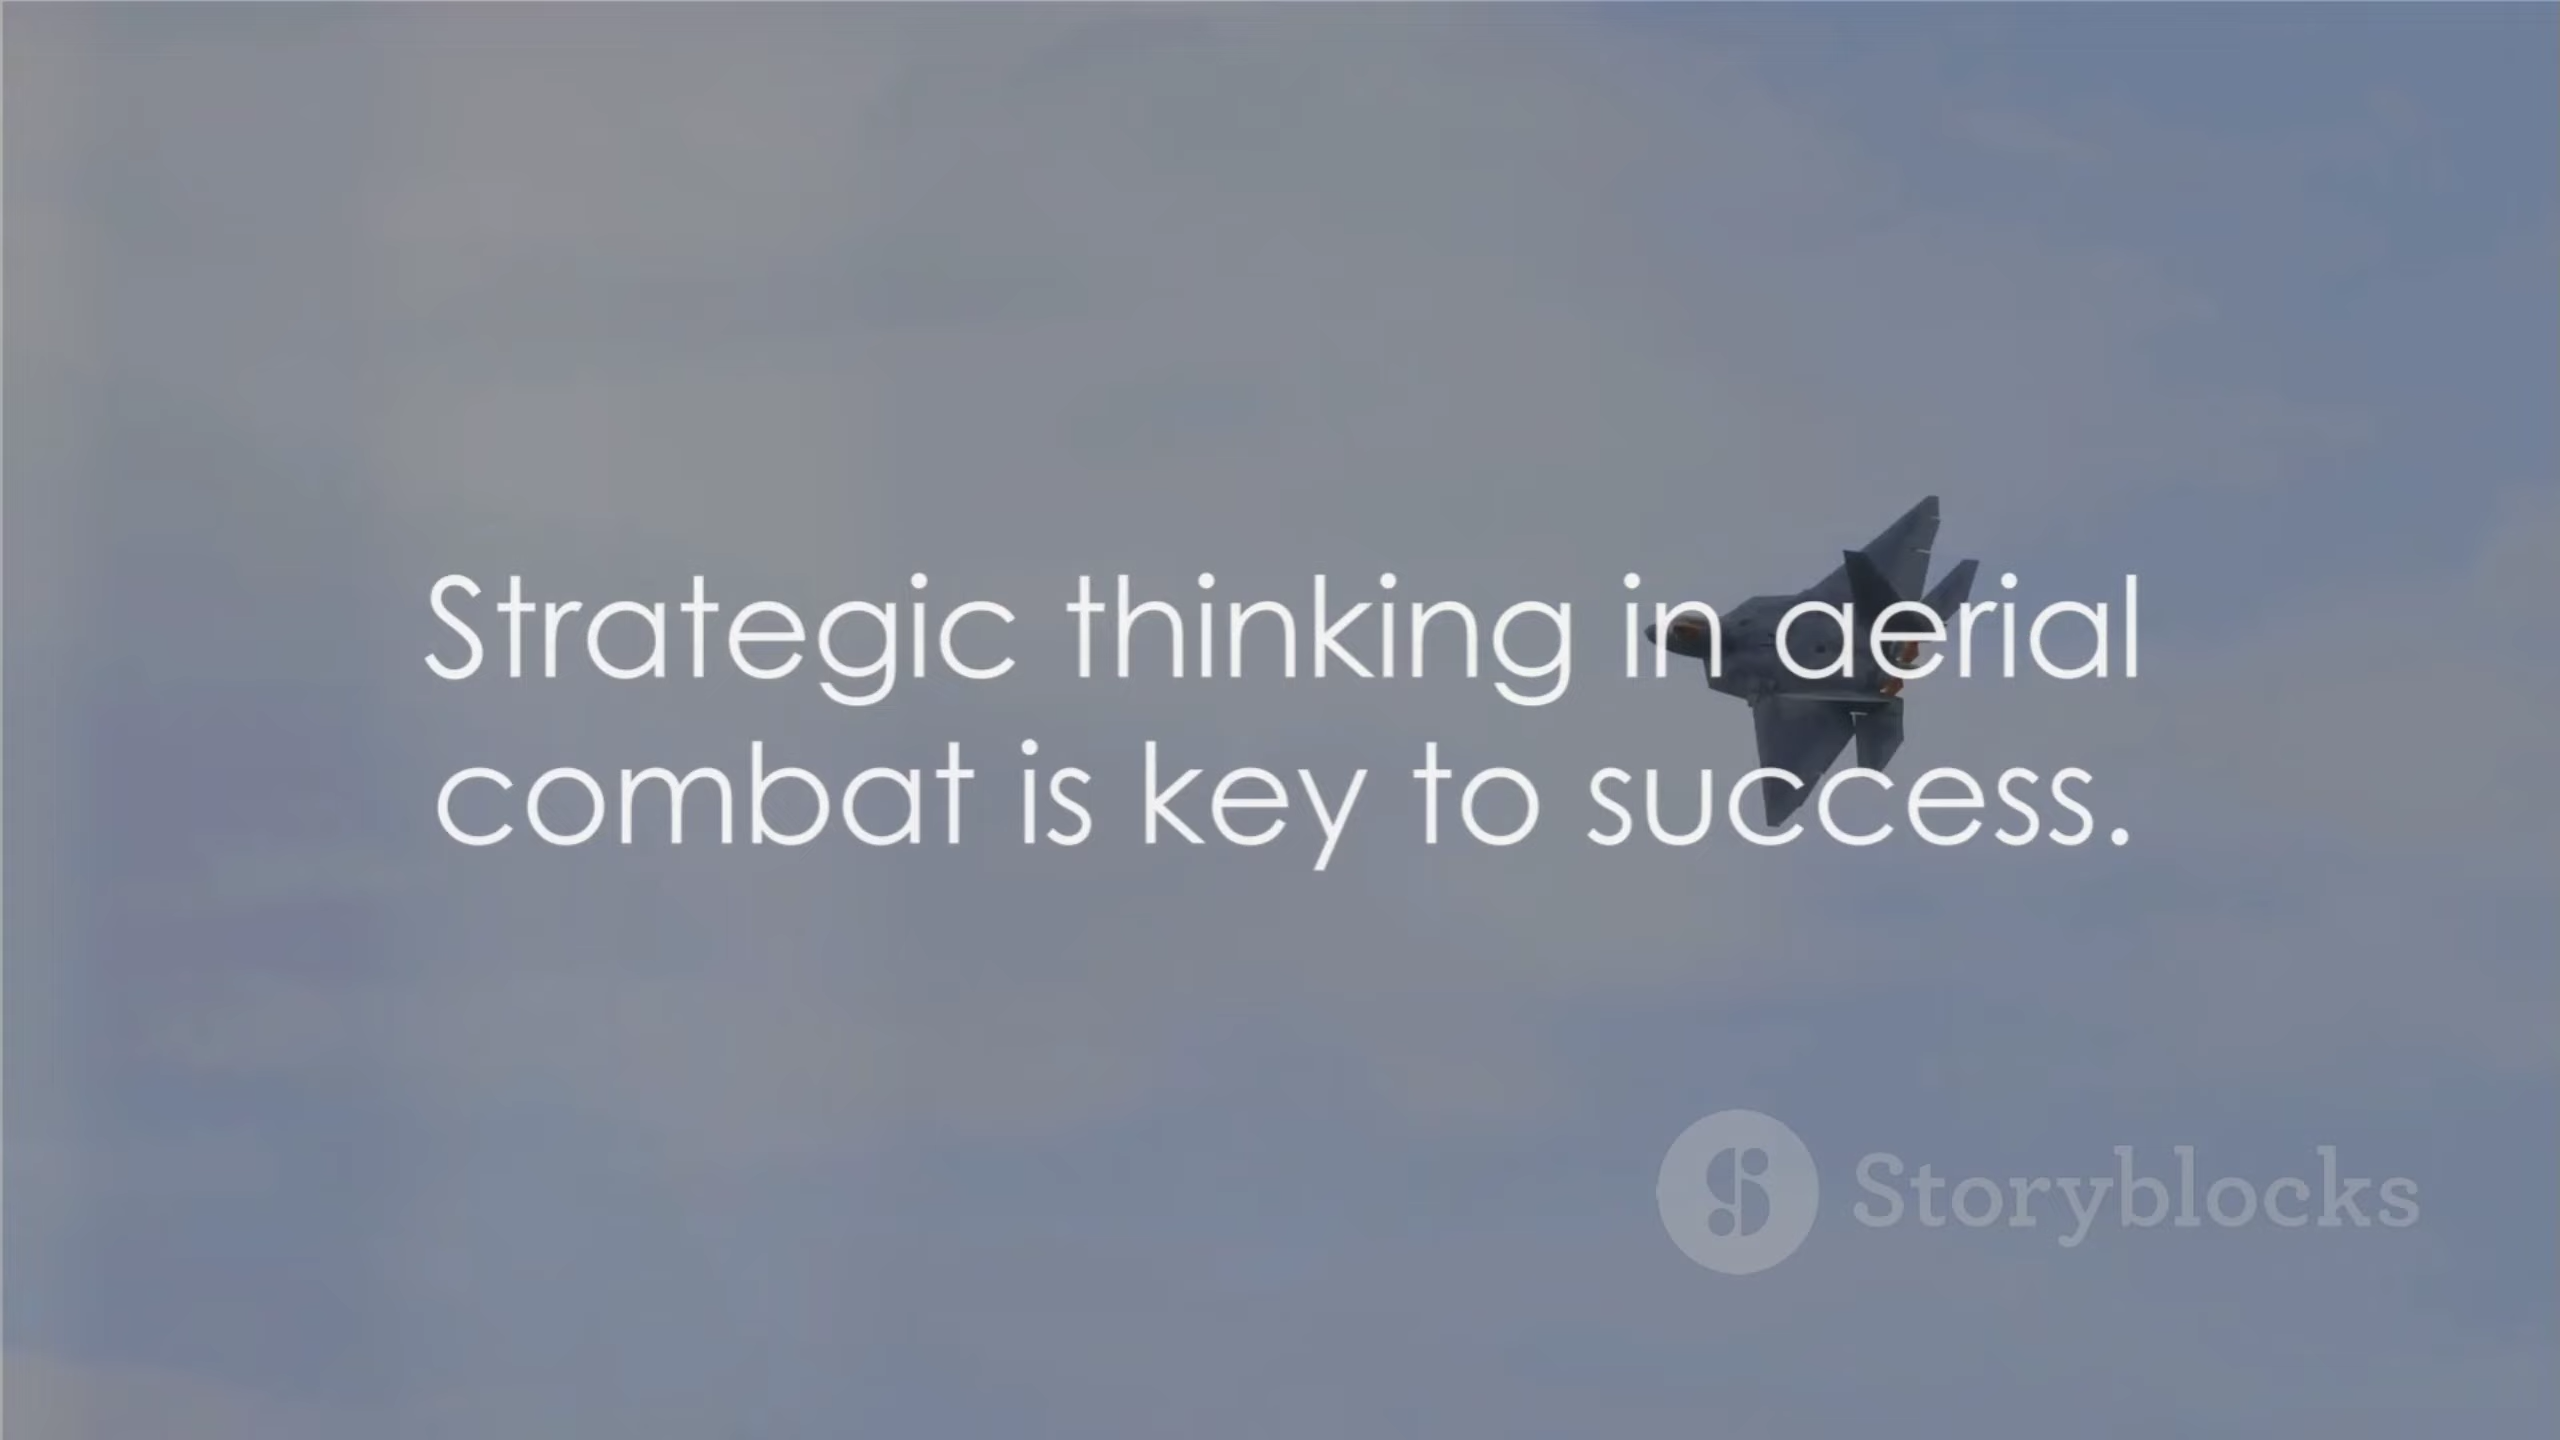 Strategic thinking in aerial
combat is key to success.
Storyblocks